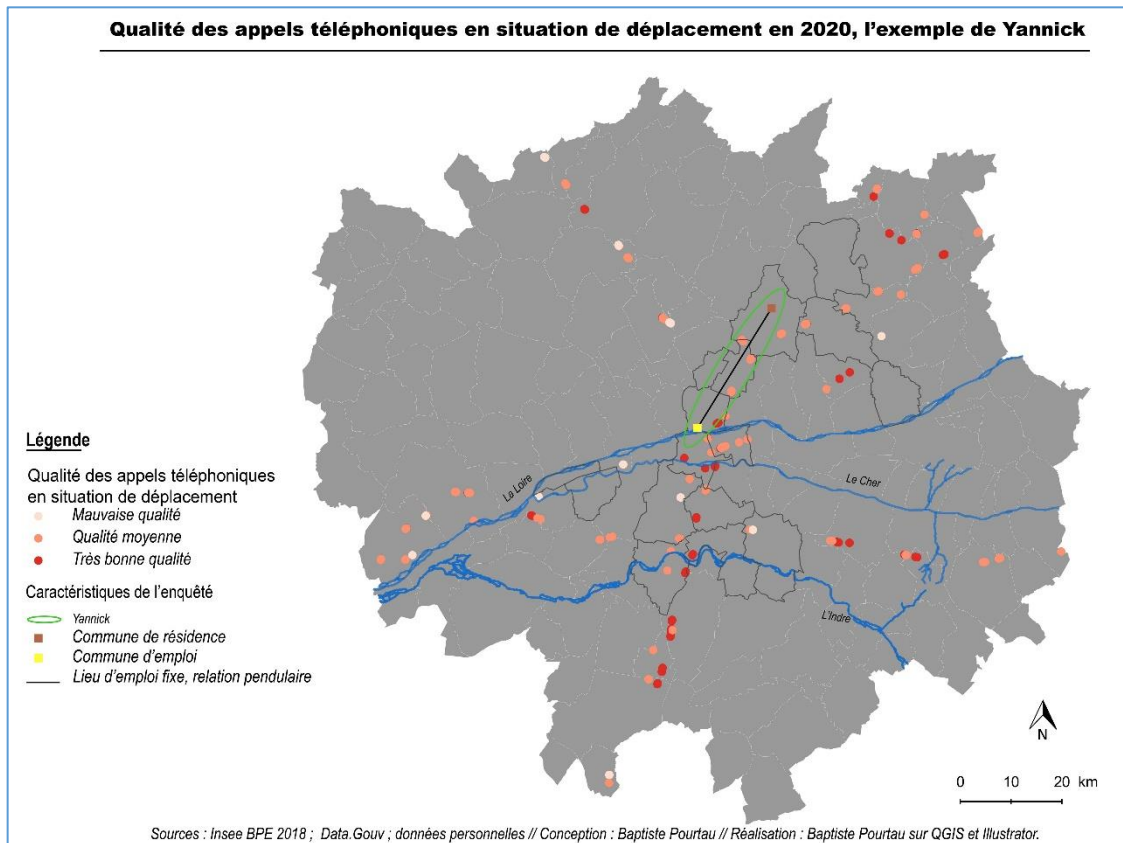 Qualité des appels téléphoniques en situation de déplacement en 2020, l'exemple de Yannick
La Loire
Le Cher
L'Indre
Légende
Qualité des appels téléphoniques
en situation de déplacement
Mauvaise qualité
Qualité moyenne
Très bonne qualité
Caractéristiques de l'enquête
Yannick
Commune de résidence
Commune d'emploi
Lieu d'emploi fixe, relation pendulaire
N
0 10 20 km
Sources : Insee BPE 2018 ; Data.Gouv ; données personnelles // Conception : Baptiste Pourtau // Réalisation : Baptiste Pourtau sur QGIS et Illustrator.